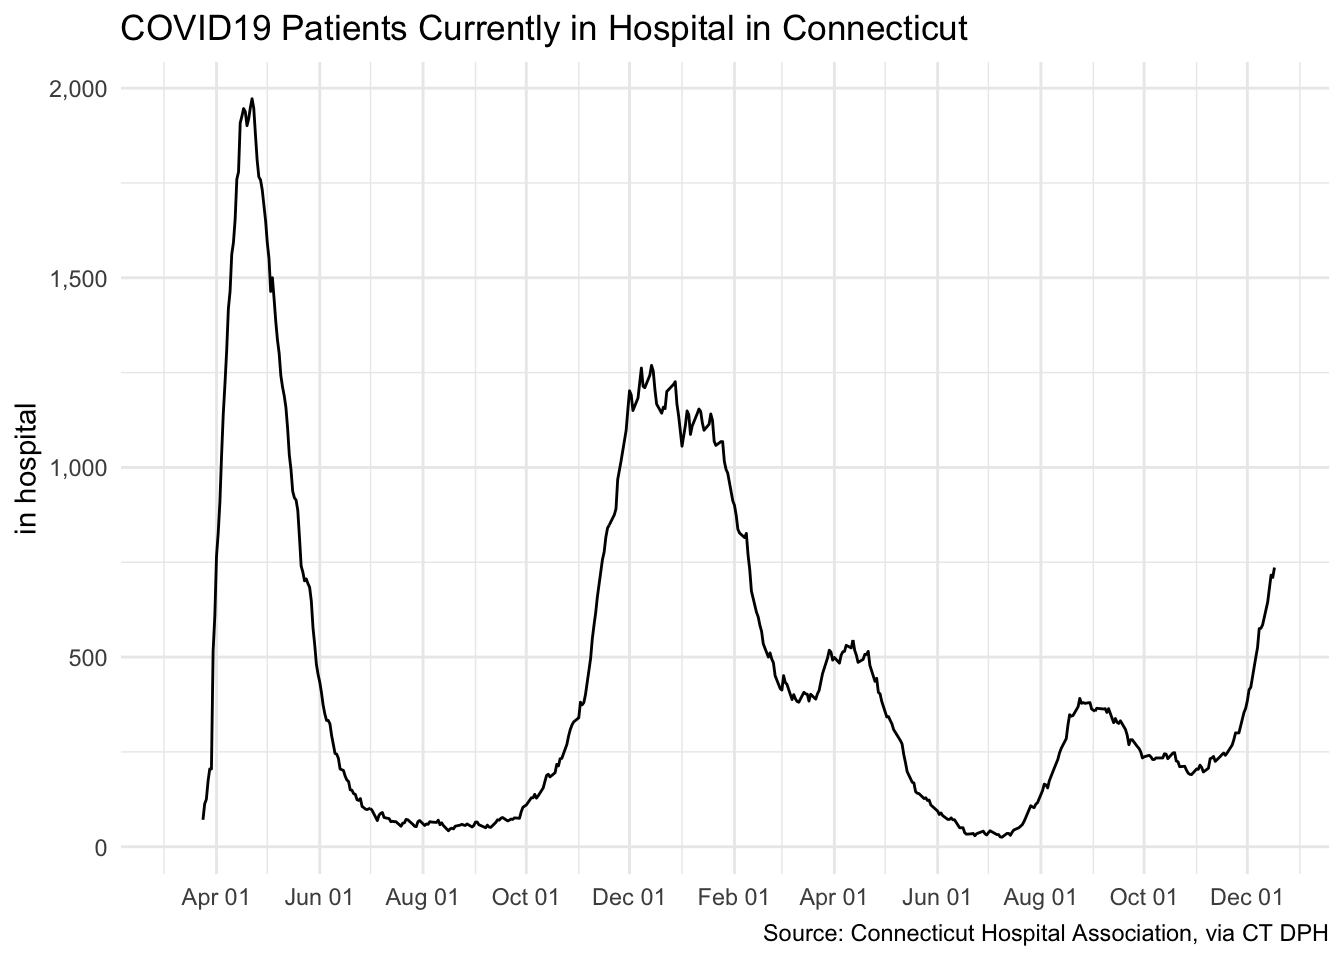 COVID19 Patients Currently in Hospital in Connecticut
2,000
1,500
1,000
500
0
in hospital
Apr 01 Jun 01 Aug 01 Oct 01 Dec 01 Feb 01 Apr 01 Jun 01 Aug 01 Oct 01 Dec 01
Source: Connecticut Hospital Association, via CT DPH